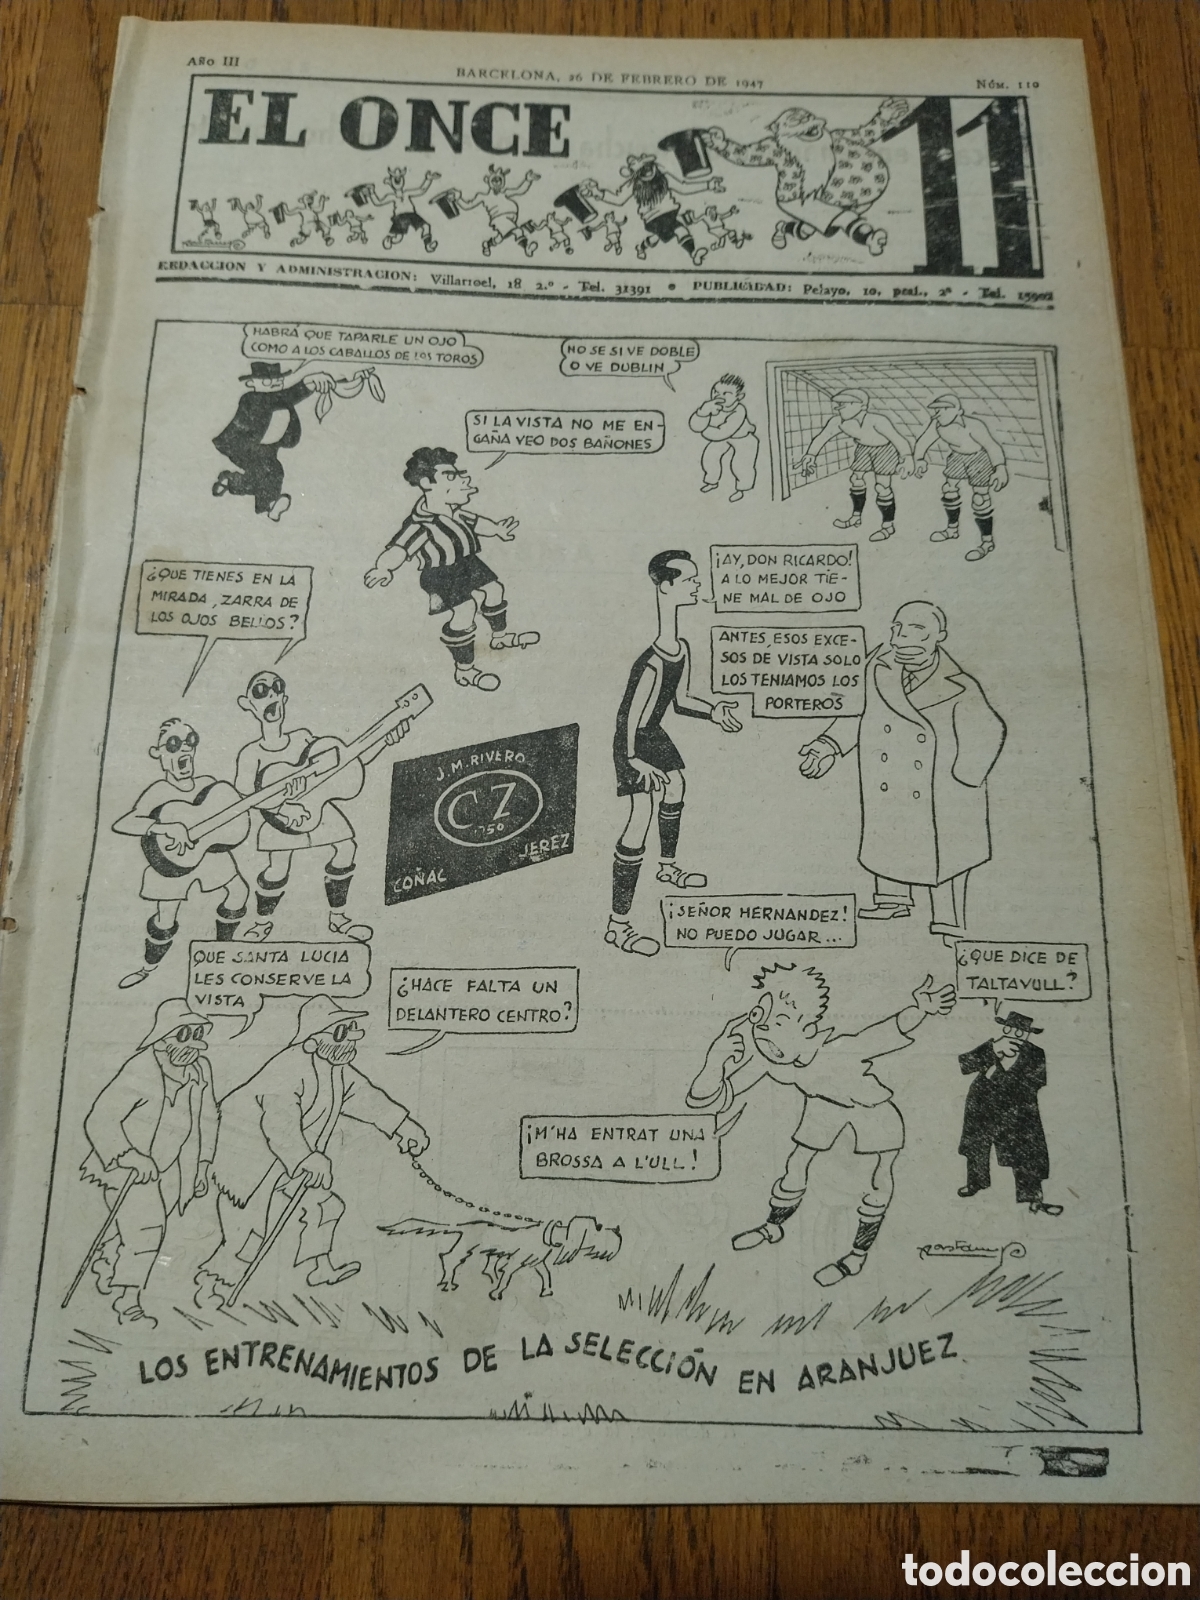 Año III
BARCELONA, 26 DE FEBRERO DE 1947
NÚM. 110
EL ONCE
11
REDACCION Y ADMINISTRACION: Villarroel, 18 2.º - Tel. 31391 • PUBLICIDAD: Pelayo, 10, pral., 2ª - Tel. 15902
HABRÁ QUE TAPARLE UN OJO
COMO A LOS CABALLOS DE LOS TOROS
NO SE SI VE DOBLE
O VE DUBLIN
SI LA VISTA NO ME EN-
GAÑA VEO DOS BAÑONES
¿QUE TIENES EN LA
MIRADA, ZARRA DE
LOS OJOS BELLOS?
¡AY, DON RICARDO!
A LO MEJOR TIE-
NE MAL DE OJO
ANTES, ESOS EXCE-
SOS DE VISTA SOLO
LOS TENIAMOS LOS
PORTEROS
J.M. RIVERO
CZ
1750
COÑAC
JEREZ
¡SEÑOR HERNANDEZ!
NO PUEDO JUGAR...
QUE SANTA LUCIA
LES CONSERVE LA
VISTA
¿HACE FALTA UN
DELANTERO CENTRO?
¿QUE DICE DE
TALTAVULL?
¡M'HA ENTRAT UNA
BROSSA A L'ULL!
Castanys
LOS ENTRENAMIENTOS DE LA SELECCIÓN EN ARANJUEZ.
todocoleccion